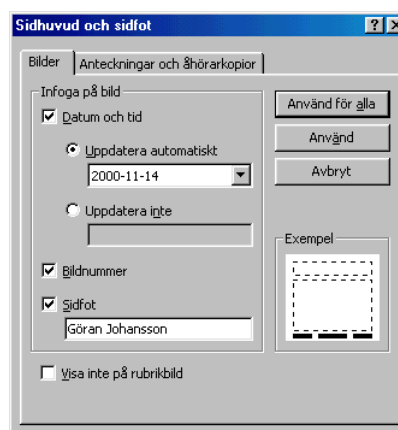 Sidhuvud och sidfot
Bilder
Anteckningar och åhörarkopior
Infoga på bild
Datum och tid
Uppdatera automatiskt
2000-11-14
Uppdatera inte
Bildnummer
Sidfot
Göran Johansson
Visa inte på rubrikbild
Använd för alla
Använd
Avbryt
Exempel